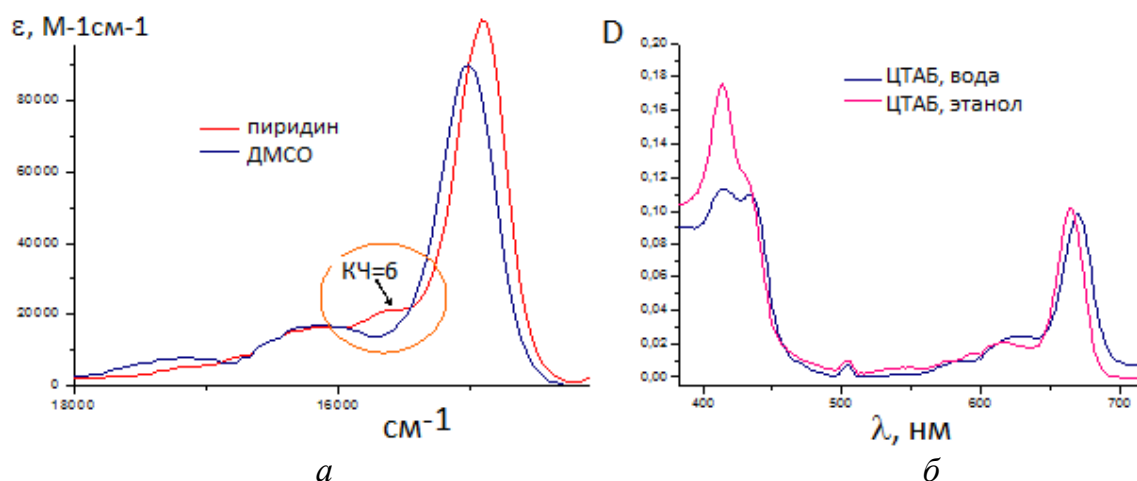 ε, М-1см-1
80000
60000
40000
20000
0
18000
16000
см-1
пиридин
ДМСО
КЧ=6
а
D
0,20
0,18
0,16
0,14
0,12
0,10
0,08
0,06
0,04
0,02
0,00
400
500
600
700
λ, нм
ЦТАБ, вода
ЦТАБ, этанол
б